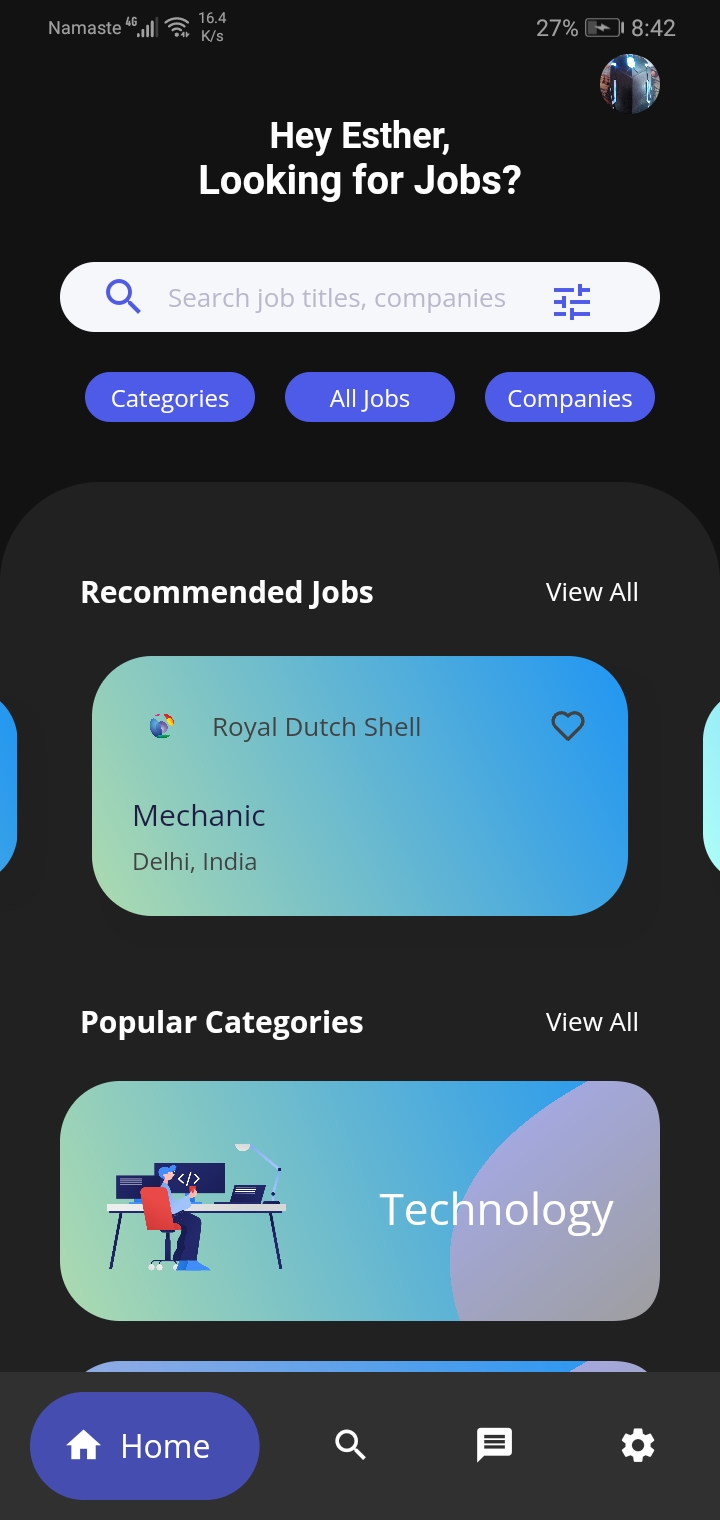 Namaste 4G 16.4 K/s 27% 8:42
Hey Esther,
Looking for Jobs?
Search job titles, companies
Categories All Jobs Companies
Recommended Jobs View All
Royal Dutch Shell
Mechanic
Delhi, India
Popular Categories View All
</>
Technology
Home